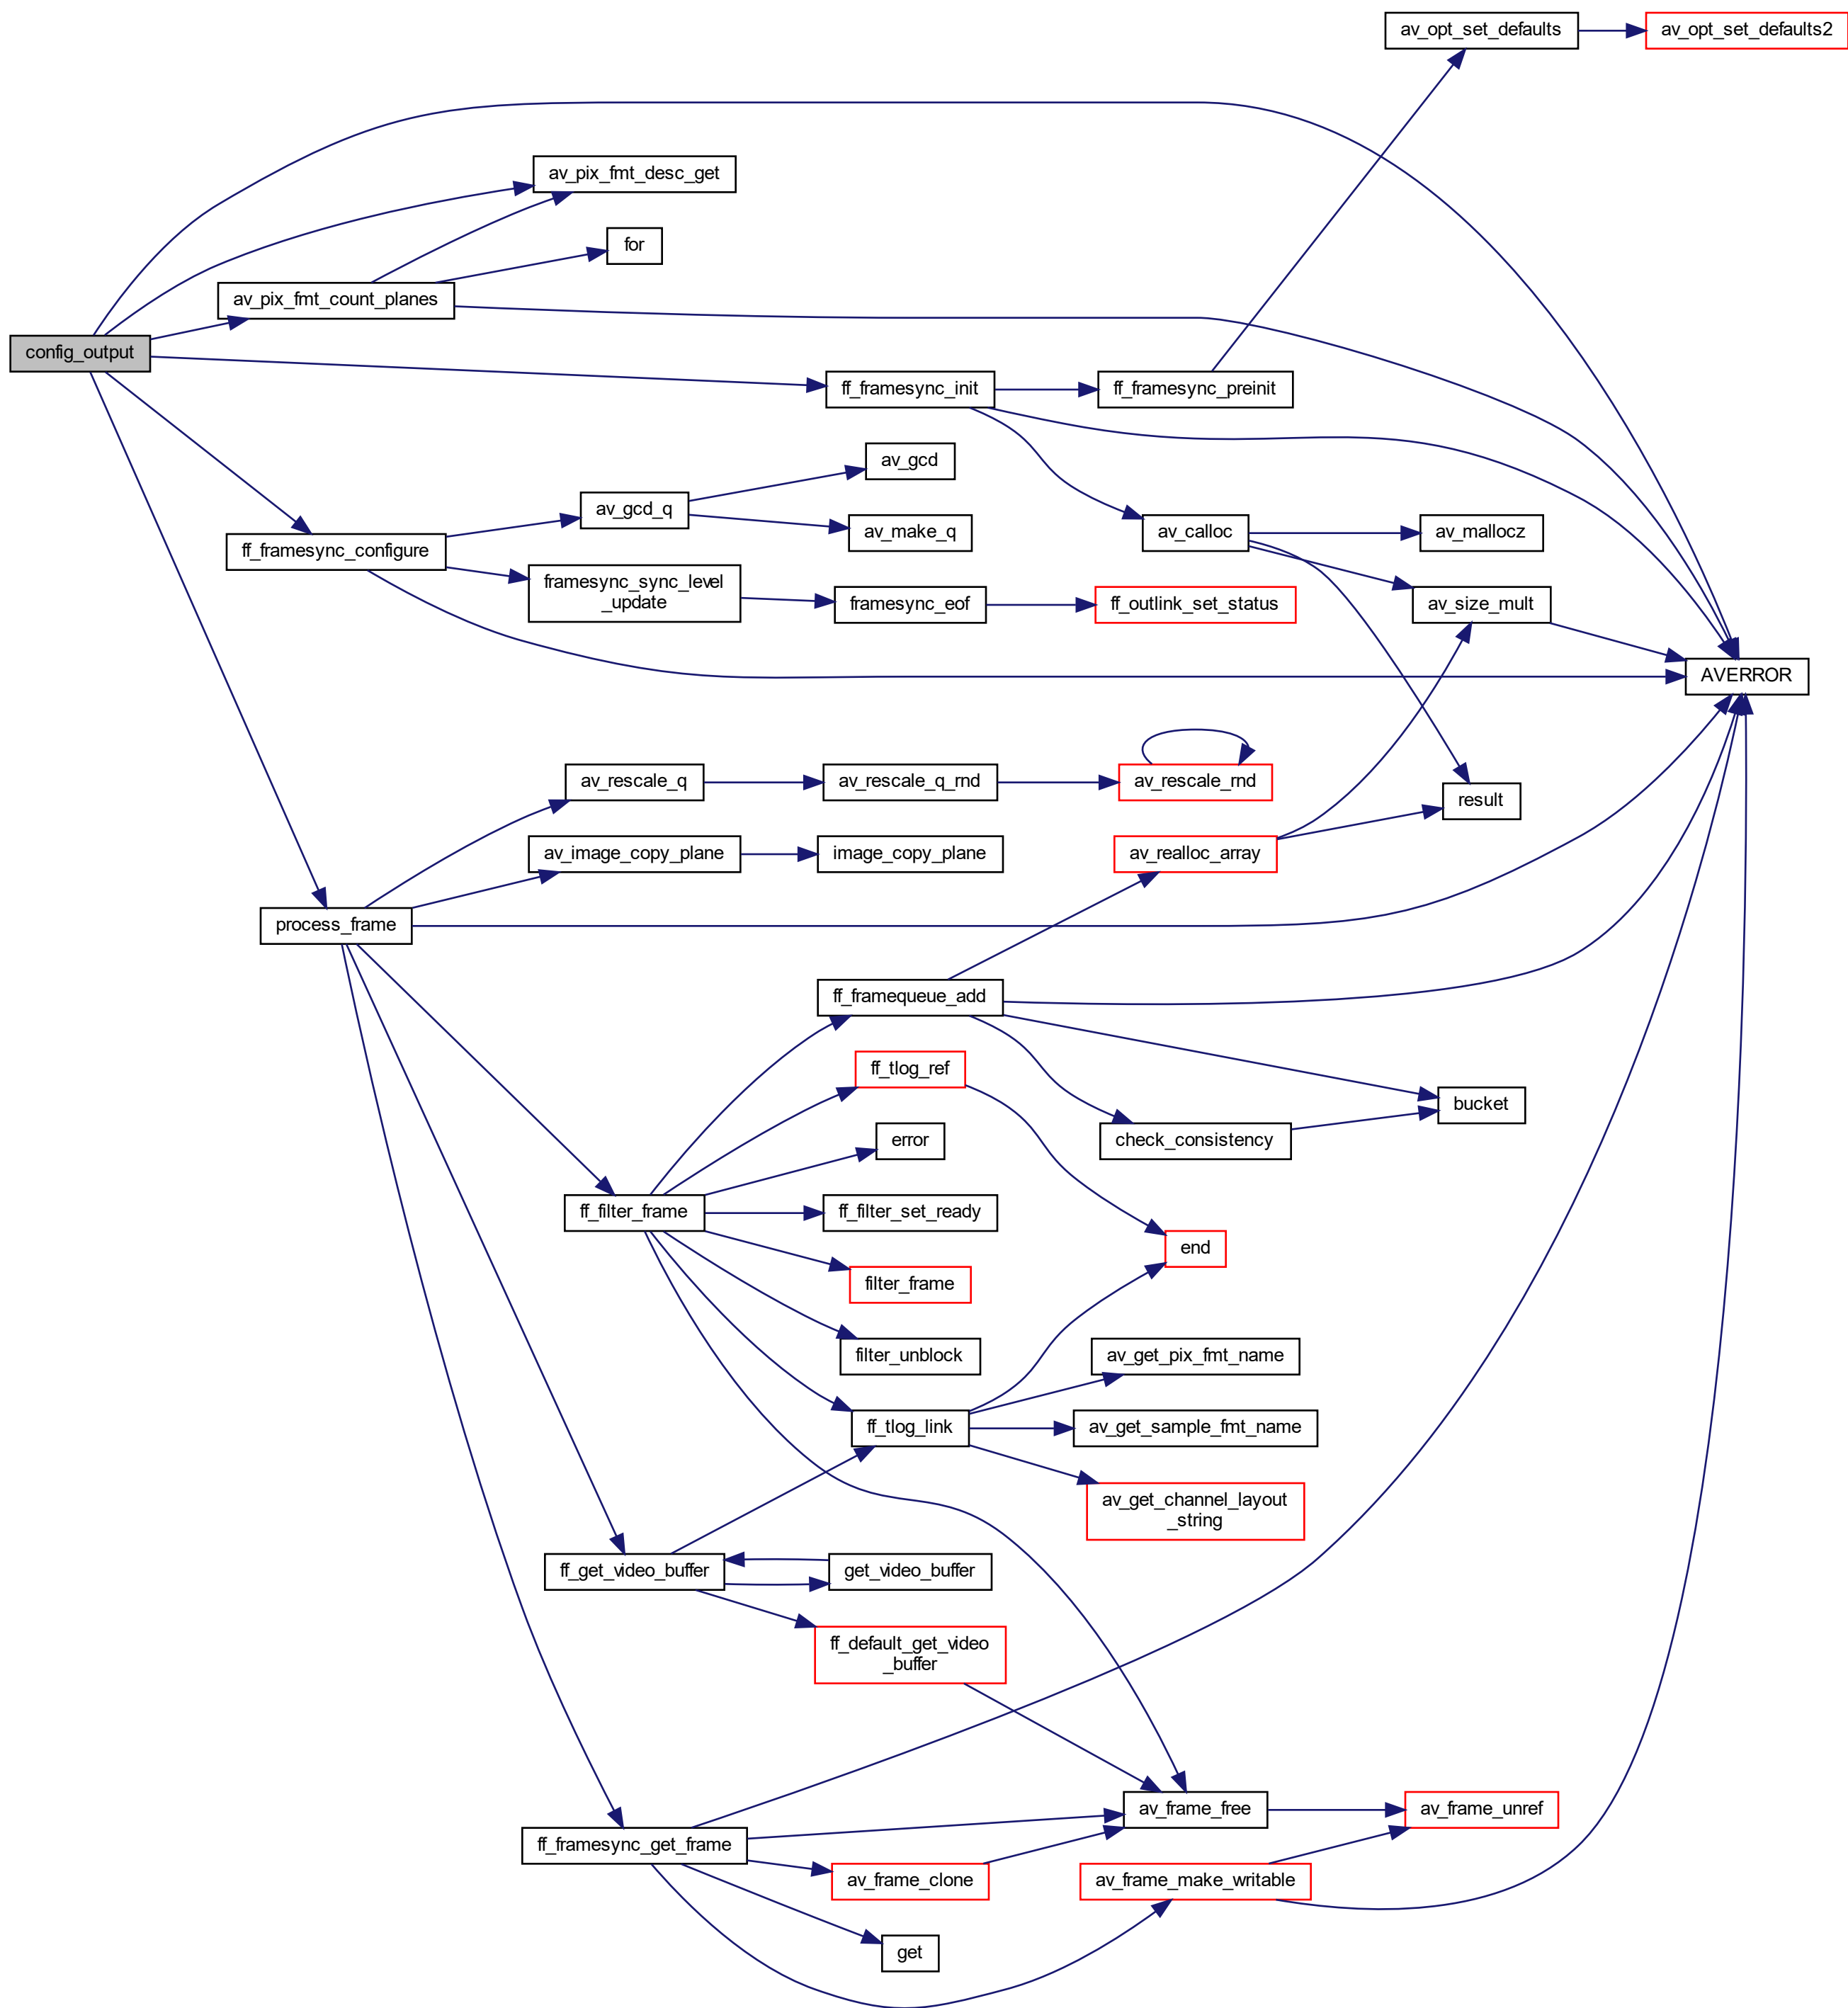 av_opt_set_defaults
av_opt_set_defaults2
av_pix_fmt_desc_get
for
av_pix_fmt_count_planes
config_output
ff_framesync_init
ff_framesync_preinit
av_gcd
av_gcd_q
av_make_q
av_calloc
av_mallocz
ff_framesync_configure
framesync_sync_level
_update
framesync_eof
ff_outlink_set_status
av_size_mult
AVERROR
av_rescale_q
av_rescale_q_rnd
av_rescale_rnd
result
av_image_copy_plane
image_copy_plane
av_realloc_array
process_frame
ff_framequeue_add
ff_tlog_ref
bucket
error
check_consistency
ff_filter_frame
ff_filter_set_ready
end
filter_frame
filter_unblock
av_get_pix_fmt_name
ff_tlog_link
av_get_sample_fmt_name
av_get_channel_layout
_string
ff_get_video_buffer
get_video_buffer
ff_default_get_video
_buffer
av_frame_free
av_frame_unref
ff_framesync_get_frame
av_frame_clone
av_frame_make_writable
get